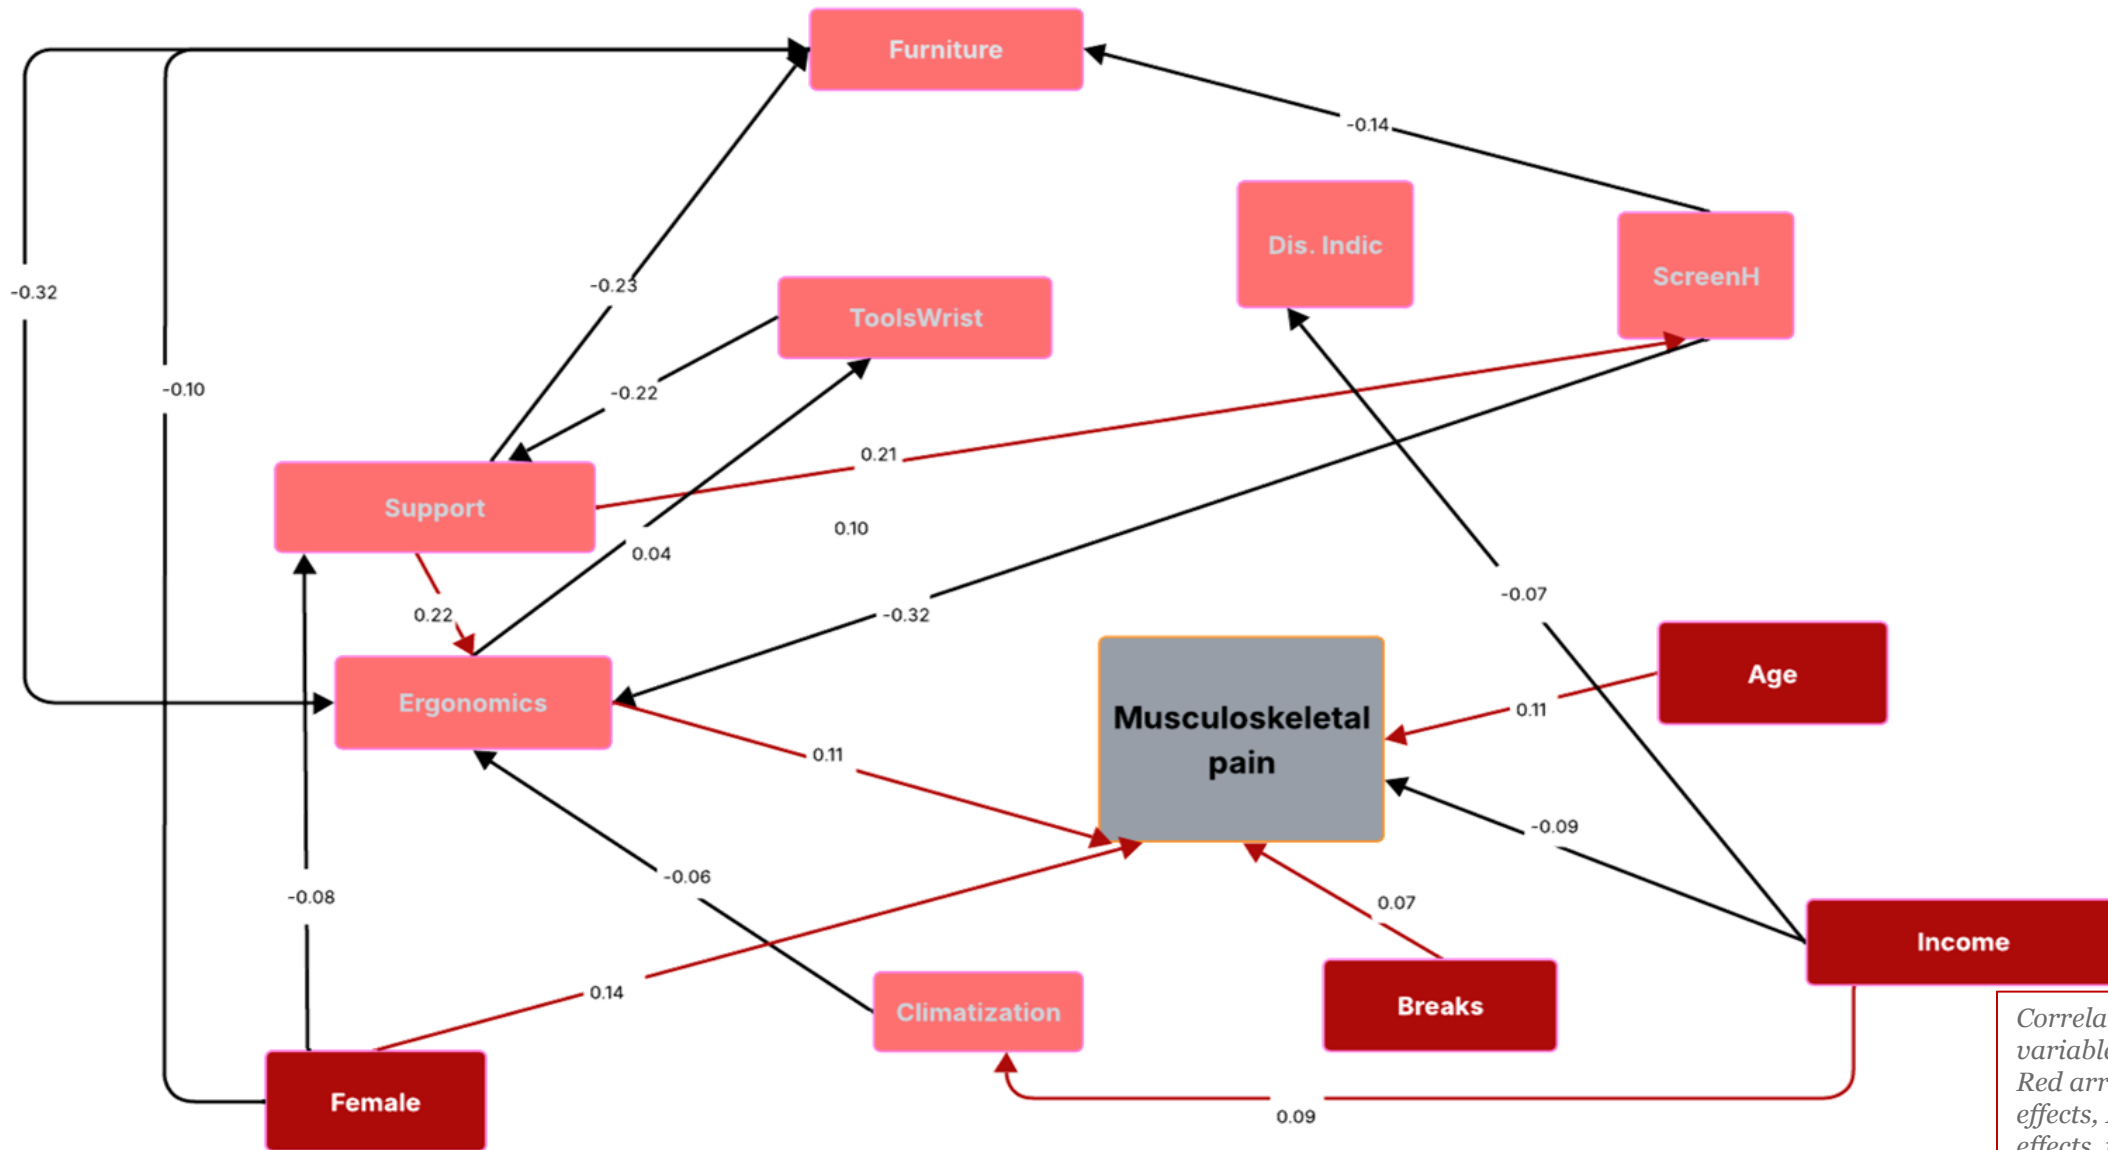 Furniture
-0.14
Dis. Indic
ScreenH
-0.32
-0.23
ToolsWrist
-0.10
-0.22
0.21
Support
0.10
0.04
-0.07
0.22
-0.32
Age
Ergonomics
0.11
Musculoskeletal
pain
0.11
-0.09
-0.06
-0.08
0.07
Income
0.14
Climatization
Breaks
Female
0.09
variable
Red arr
effects,
effects,